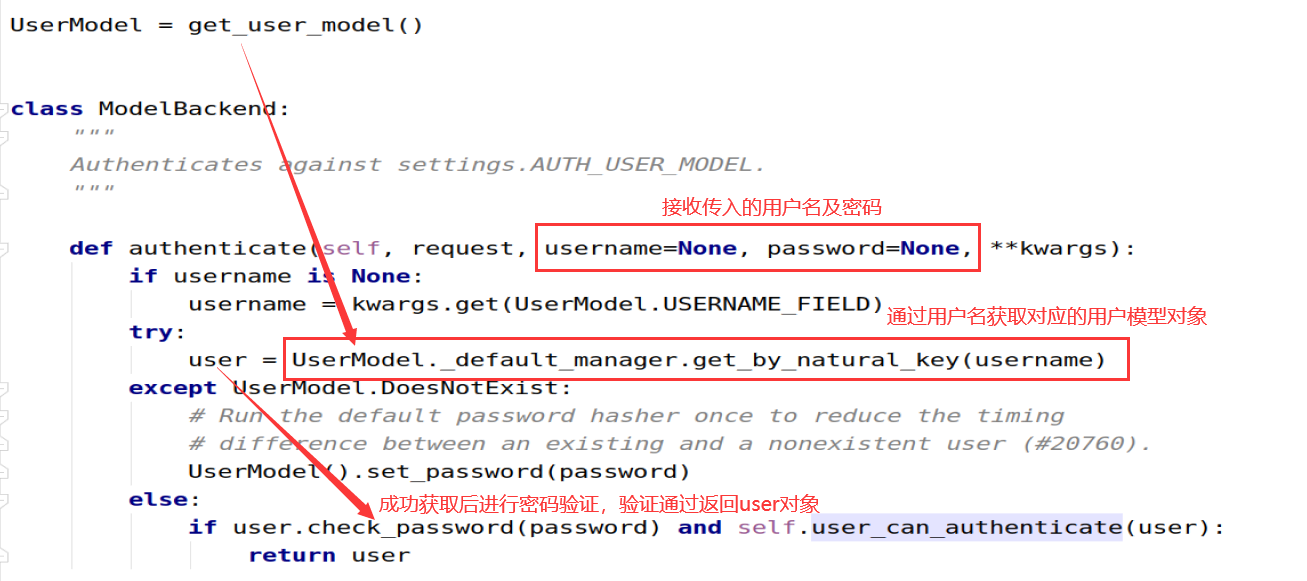 UserModel = get_user_model()
class ModelBackend:
"""
Authenticates against settings.AUTH_USER_MODEL.
"""
接收传入的用户名及密码
def authenticate(self, request, username=None, password=None, **kwargs):
if username is None:
username = kwargs.get(UserModel.USERNAME_FIELD)
通过用户名获取对应的用户模型对象
try:
user = UserModel._default_manager.get_by_natural_key(username)
except UserModel.DoesNotExist:
# Run the default password hasher once to reduce the timing
# difference between an existing and a nonexistent user (#20760).
UserModel().set_password(password)
else:
成功获取后进行密码验证，验证通过返回user对象
if user.check_password(password) and self.user_can_authenticate(user):
return user